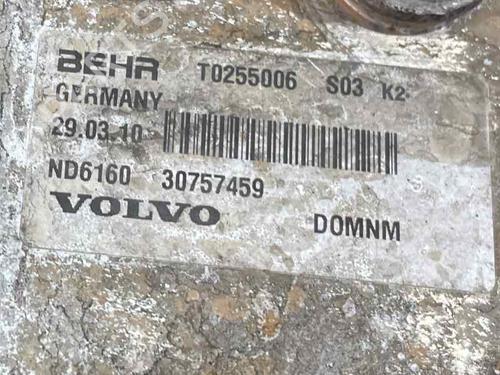 BEHR T0255006 S03 K2
GERMANY
29.03.10
ND6160 30757459
VOLVO DOMNM